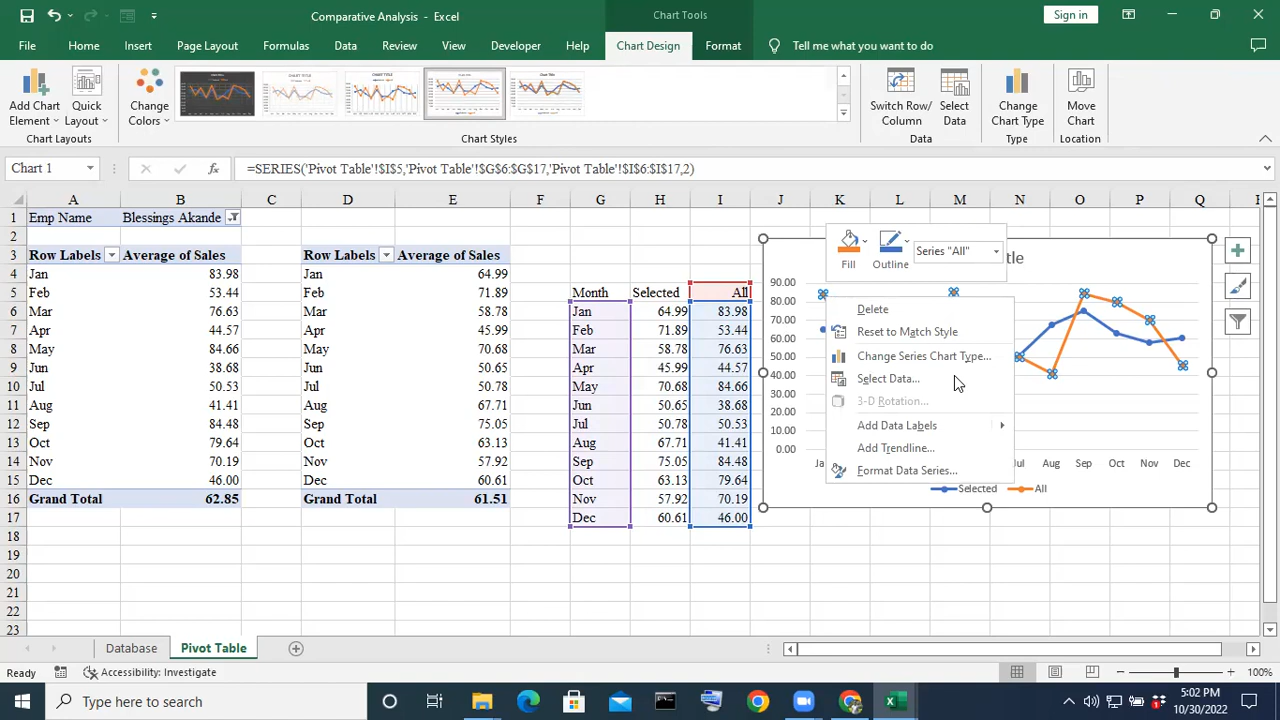 Comparative Analysis - Excel
Chart Tools
Sign in
File Home Insert Page Layout Formulas Data Review View Developer Help Chart Design Format Tell me what you want to do
Add Chart Element Quick Layout Change Colors Switch Row/ Column Select Data Change Chart Type Move Chart
Chart Layouts Chart Styles Data Type Location
Chart 1 =SERIES('Pivot Table'!$I$5,'Pivot Table'!$G$6:$G$17,'Pivot Table'!$I$6:$I$17,2)
A B C D E F G H I J K L M N O P Q
1 Emp Name Blessings Akande
2
3 Row Labels Average of Sales Row Labels Average of Sales
4 Jan 83.98 Jan 64.99
5 Feb 53.44 Feb 71.89 Month Selected All
6 Mar 76.63 Mar 58.78 Jan 64.99 83.98
7 Apr 44.57 Apr 45.99 Feb 71.89 53.44
8 May 84.66 May 70.68 Mar 58.78 76.63
9 Jun 38.68 Jun 50.65 Apr 45.99 44.57
10 Jul 50.53 Jul 50.78 May 70.68 84.66
11 Aug 41.41 Aug 67.71 Jun 50.65 38.68
12 Sep 84.48 Sep 75.05 Jul 50.78 50.53
13 Oct 79.64 Oct 63.13 Aug 67.71 41.41
14 Nov 70.19 Nov 57.92 Sep 75.05 84.48
15 Dec 46.00 Dec 60.61 Oct 63.13 79.64
16 Grand Total 62.85 Grand Total 61.51 Nov 57.92 70.19
17 Dec 60.61 46.00
18
19
20
21
22
23
Fill Outline Series "All"
90.00
80.00
70.00
60.00
50.00
40.00
30.00
20.00
10.00
0.00
Jul Aug Sep Oct Nov Dec
Selected All
Delete
Reset to Match Style
Change Series Chart Type...
Select Data...
3-D Rotation...
Add Data Labels
Add Trendline...
Format Data Series...
Database Pivot Table
Ready Accessibility: Investigate 100%
Type here to search
5:02 PM
10/30/2022